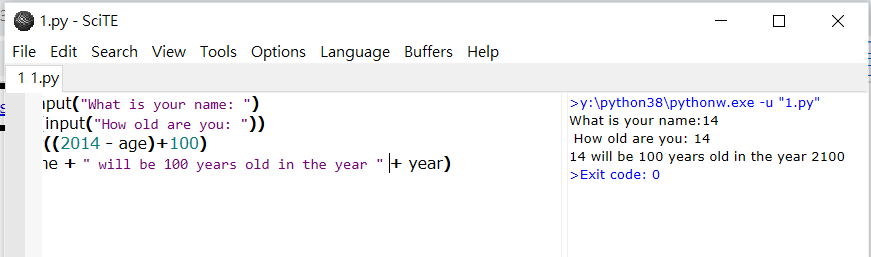 1.py - SciTE
File Edit Search View Tools Options Language Buffers Help
1 1.py
nput("What is your name: ")
(input("How old are you: "))
((2014 - age)+100)
ne + " will be 100 years old in the year " + year)
>y:\python38\pythonw.exe -u "1.py"
What is your name:14
How old are you: 14
14 will be 100 years old in the year 2100
>Exit code: 0